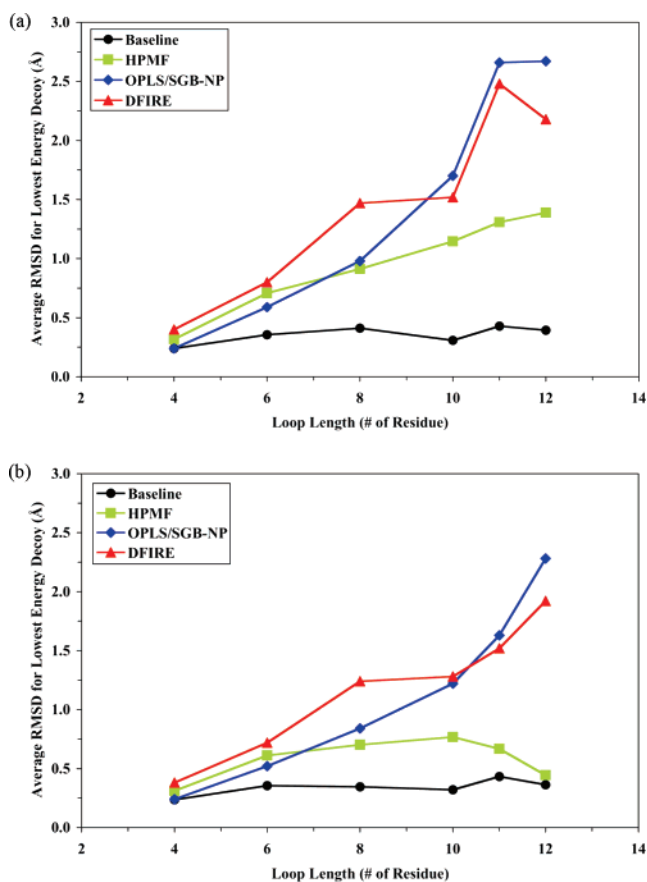 (a)
Average RMSD for Lowest Energy Decoy (Å)
3.0
2.5
2.0
1.5
1.0
0.5
0.0
Baseline
HPMF
OPLS/SGB-NP
DFIRE
2 4 6 8 10 12 14
Loop Length (# of Residue)
(b)
Average RMSD for Lowest Energy Decoy (Å)
3.0
2.5
2.0
1.5
1.0
0.5
0.0
Baseline
HPMF
OPLS/SGB-NP
DFIRE
2 4 6 8 10 12 14
Loop Length (# of Residue)